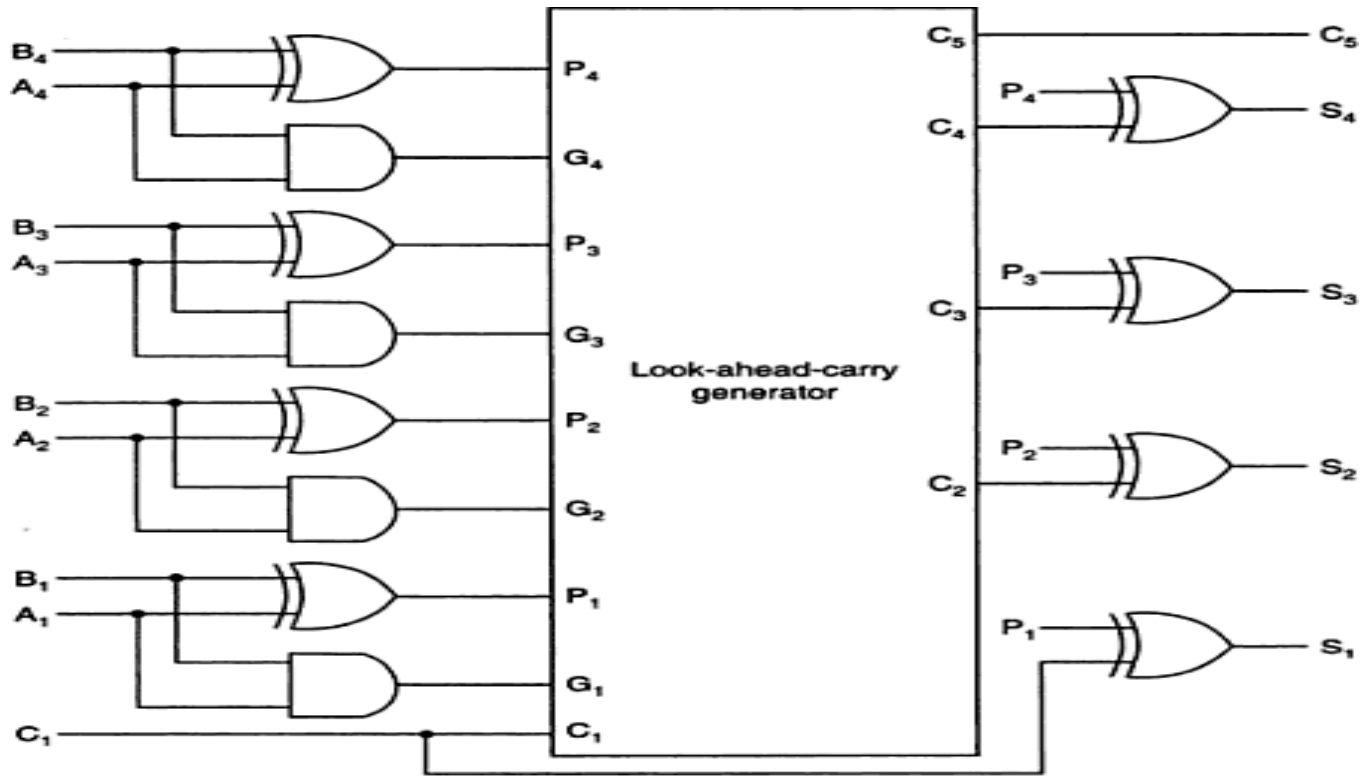 B₄
A₄
P₄
G₄
B₃
A₃
P₃
G₃
B₂
A₂
P₂
G₂
B₁
A₁
P₁
G₁
C₁
C₁
Look-ahead-carry
generator
C₅
C₅
P₄
C₄
S₄
P₃
C₃
S₃
P₂
C₂
S₂
P₁
S₁